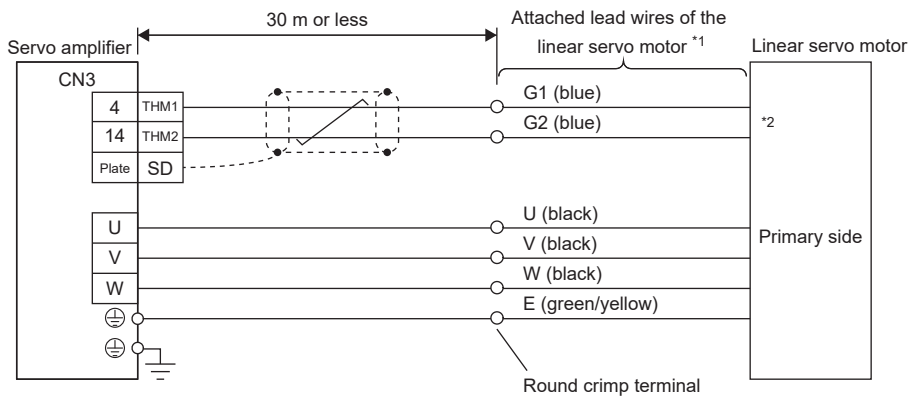 30 m or less
Attached lead wires of the
linear servo motor *1
Servo amplifier
Linear servo motor
CN3
4 THM1
G1 (blue)
14 THM2
G2 (blue)
*2
Plate SD
U
U (black)
V
V (black)
Primary side
W
W (black)
E (green/yellow)
Round crimp terminal